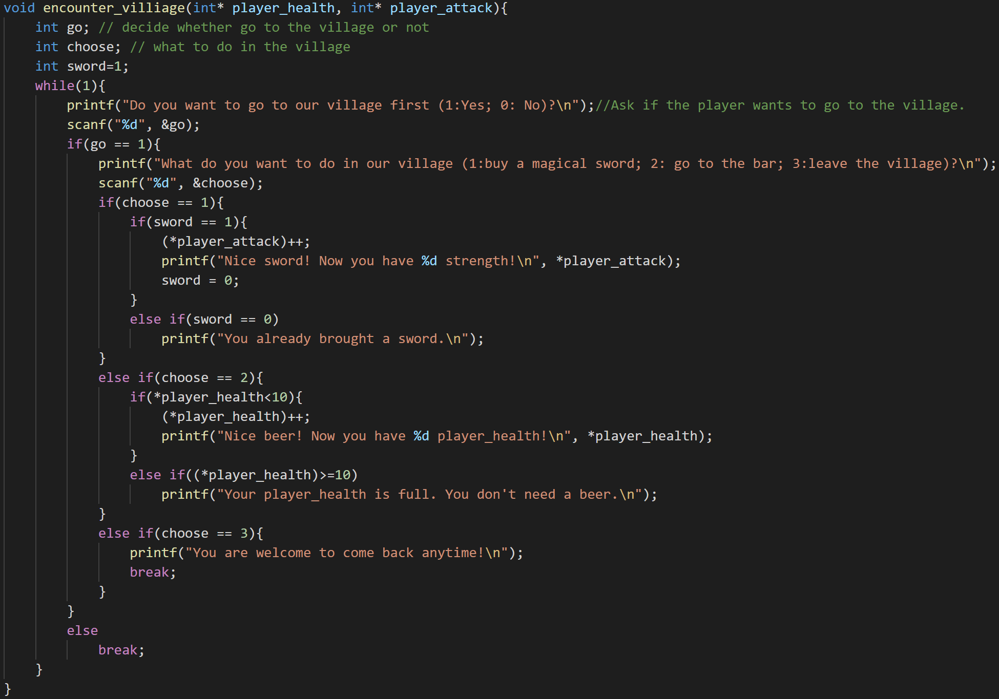 void encounter_villiage(int* player_health, int* player_attack){
    int go; // decide whether go to the village or not
    int choose; // what to do in the village
    int sword=1;
    while(1){
        printf("Do you want to go to our village first (1:Yes; 0: No)?\n");//Ask if the player wants to go to the village.
        scanf("%d", &go);
        if(go == 1){
            printf("What do you want to do in our village (1:buy a magical sword; 2: go to the bar; 3:leave the village)?\n");
            scanf("%d", &choose);
            if(choose == 1){
                if(sword == 1){
                    (*player_attack)++;
                    printf("Nice sword! Now you have %d strength!\n", *player_attack);
                    sword = 0;
                }
                else if(sword == 0)
                    printf("You already brought a sword.\n");
            }
            else if(choose == 2){
                if(*player_health<10){
                    (*player_health)++;
                    printf("Nice beer! Now you have %d player_health!\n", *player_health);
                }
                else if((*player_health)>=10)
                    printf("Your player_health is full. You don't need a beer.\n");
            }
            else if(choose == 3){
                printf("You are welcome to come back anytime!\n");
                break;
            }
        }
        else
            break;
    }
}